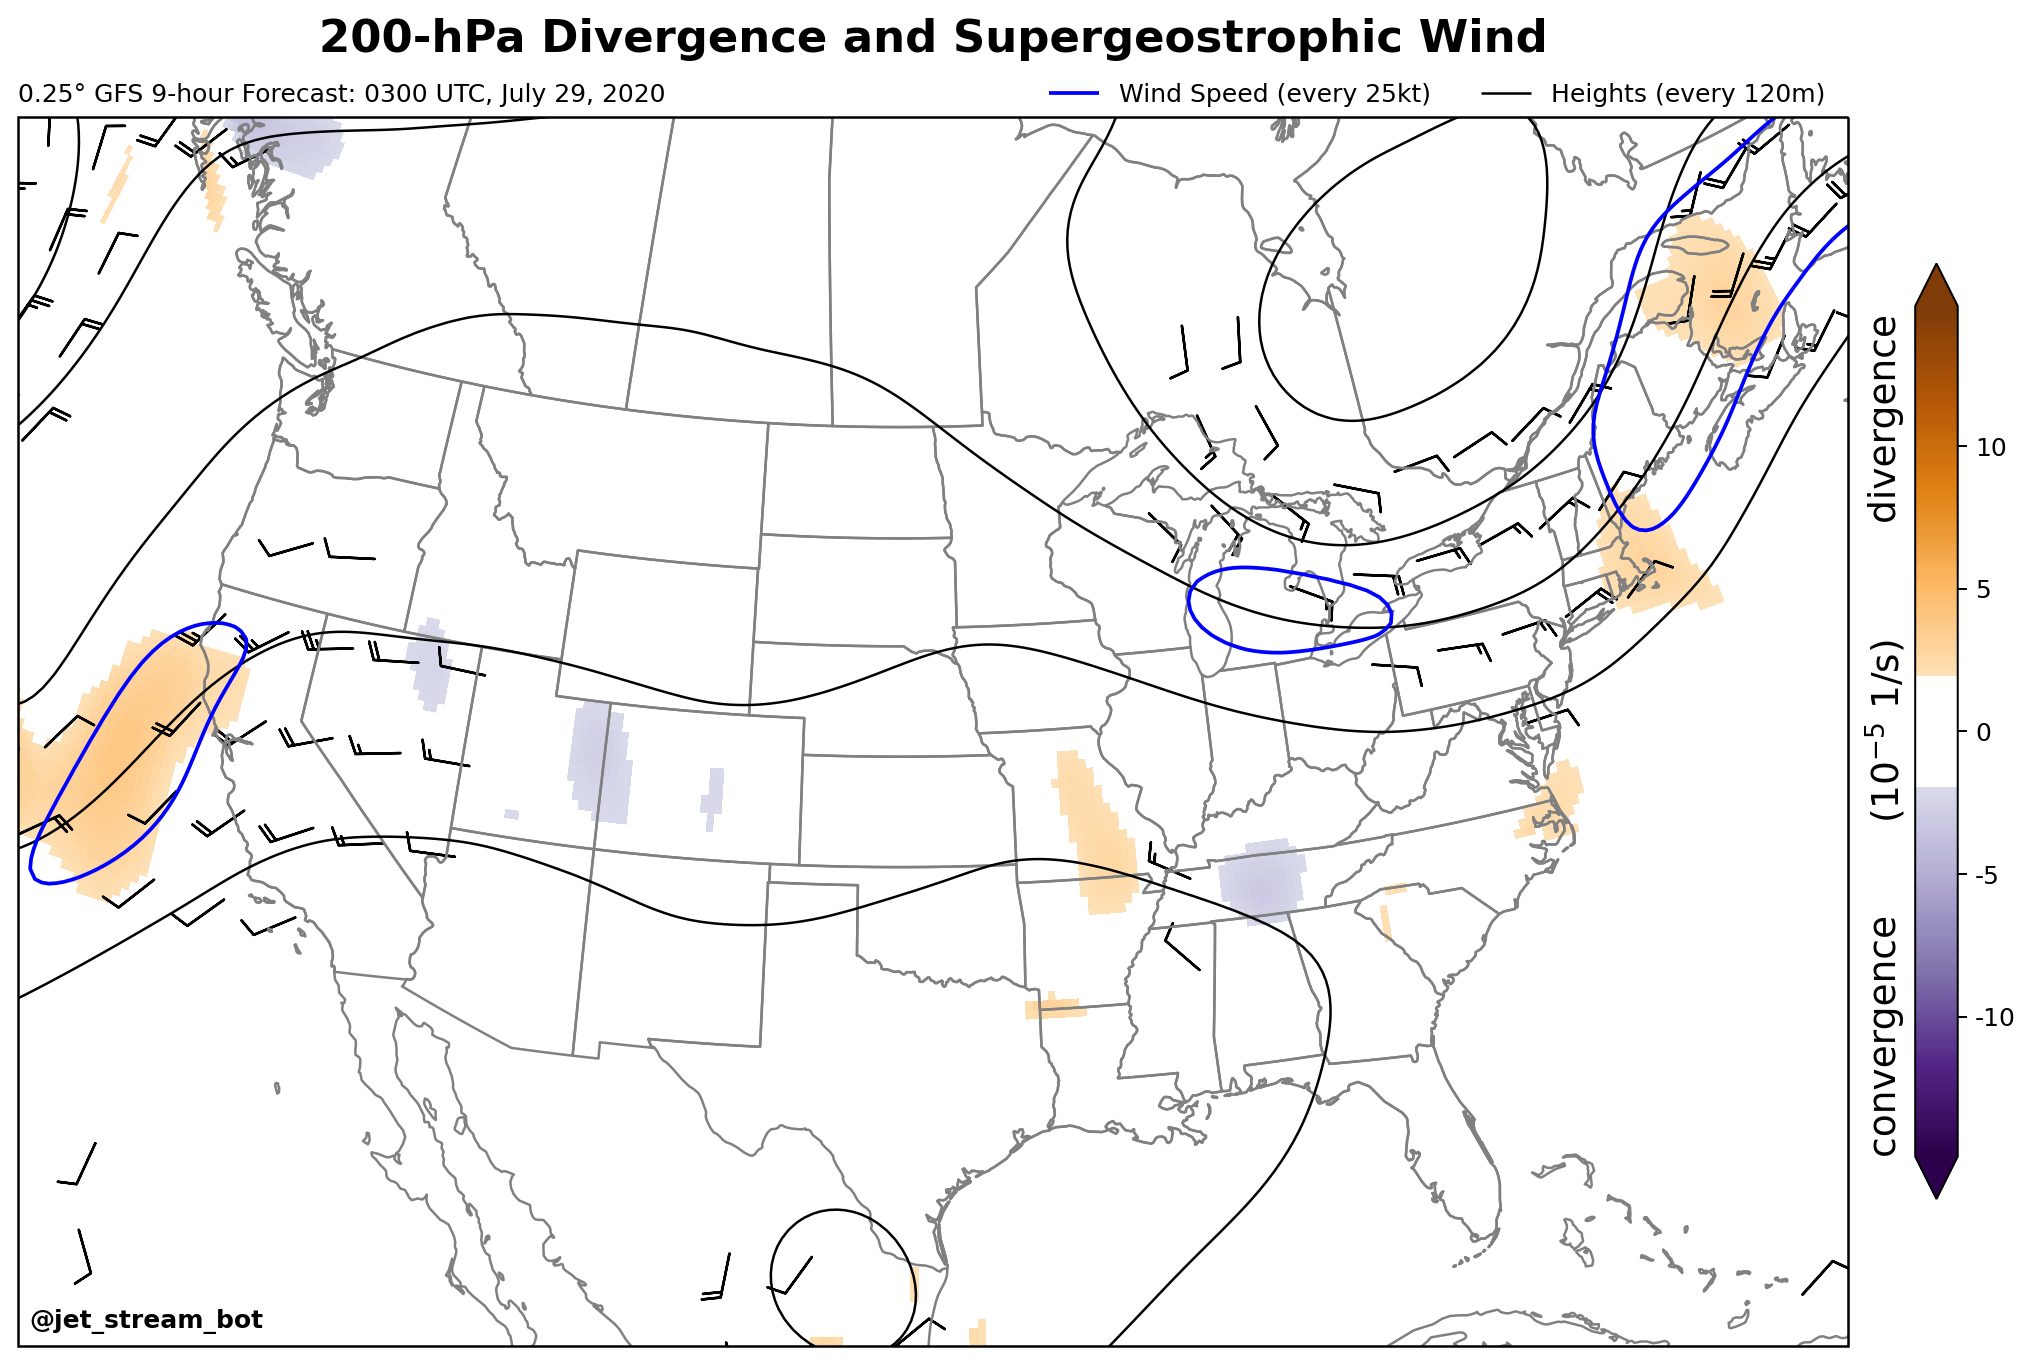 200-hPa Divergence and Supergeostrophic Wind
0.25° GFS 9-hour Forecast: 0300 UTC, July 29, 2020
Wind Speed (every 25kt)
Heights (every 120m)
convergence (10⁻⁵ 1/s) divergence
10
5
0
-5
-10
@jet_stream_bot